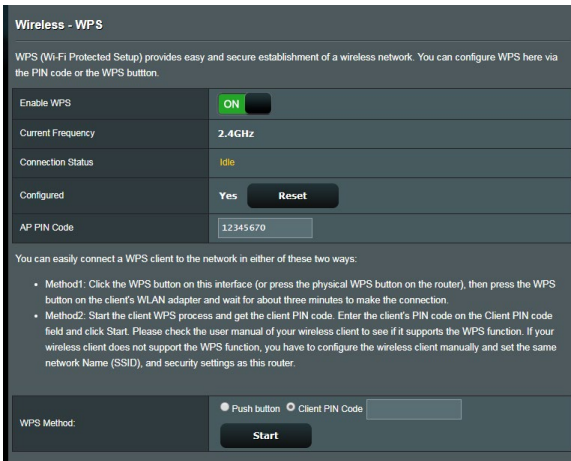 Wireless - WPS
WPS (Wi-Fi Protected Setup) provides easy and secure establishment of a wireless network. You can configure WPS here via
the PIN code or the WPS buttton.
Enable WPS
ON
Current Frequency
2.4GHz
Connection Status
Idle
Configured
Yes Reset
AP PIN Code
12345670
You can easily connect a WPS client to the network in either of these two ways:
• Method1: Click the WPS button on this interface (or press the physical WPS button on the router), then press the WPS
button on the client's WLAN adapter and wait for about three minutes to make the connection.
• Method2: Start the client WPS process and get the client PIN code. Enter the client's PIN code on the Client PIN code
field and click Start. Please check the user manual of your wireless client to see if it supports the WPS function. If your
wireless client does not support the WPS function, you have to configure the wireless client manually and set the same
network Name (SSID), and security settings as this router.
WPS Method:
Push button Client PIN Code
Start